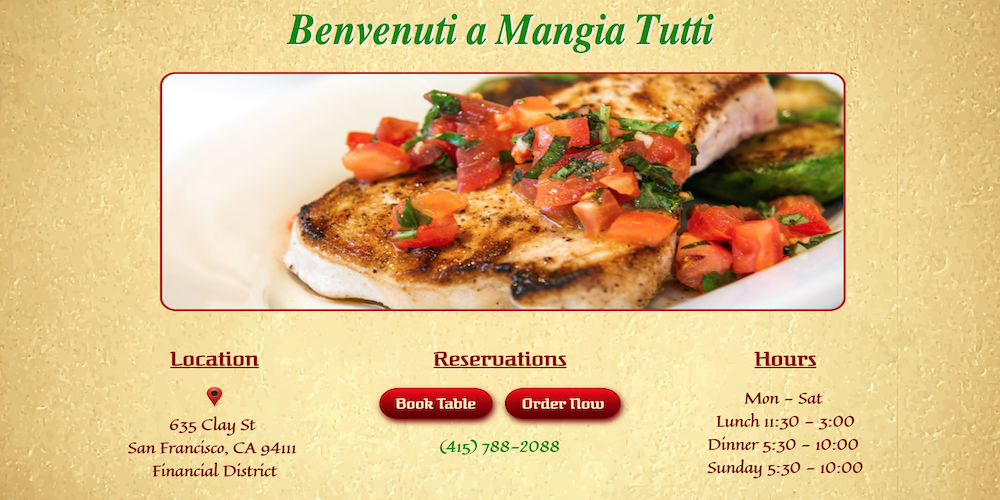 Benvenuti a Mangia Tutti
Location
635 Clay St
San Francisco, CA 94111
Financial District
Reservations
Book Table
Order Now
(415) 788-2088
Hours
Mon - Sat
Lunch 11:30 - 3:00
Dinner 5:30 - 10:00
Sunday 5:30 - 10:00